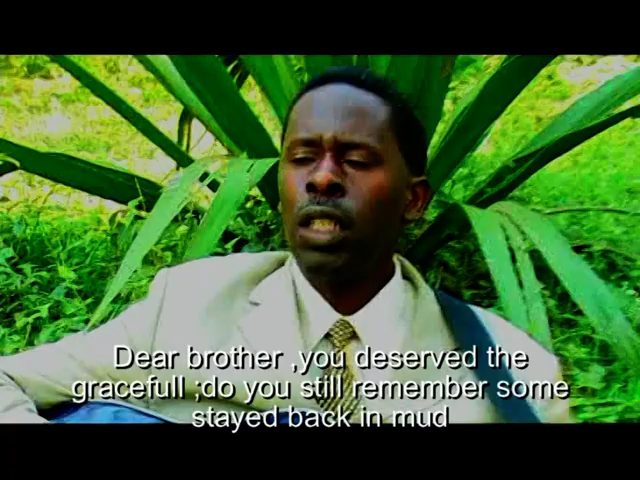 Dear brother ,you deserved the
gracefull ;do you still remember some
stayed back in mud